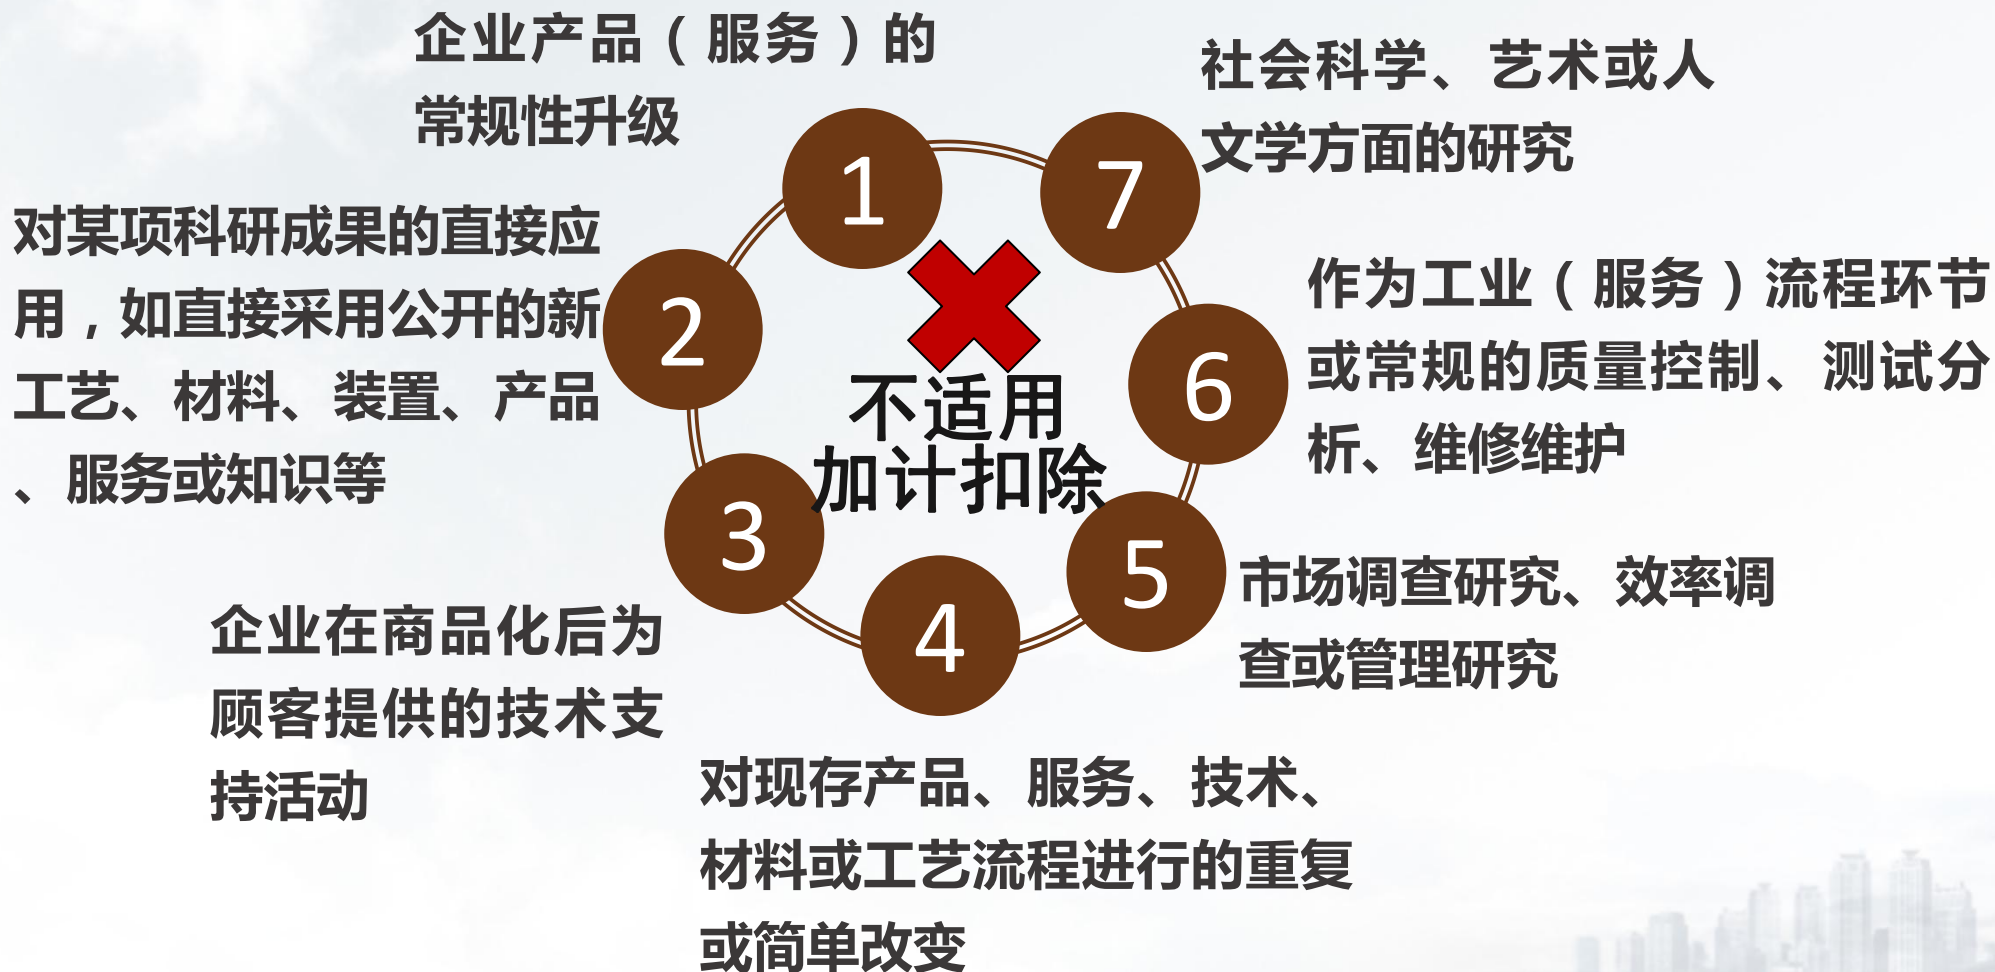 企业产品（服务）的
常规性升级
1
对某项科研成果的直接应
用，如直接采用公开的新
工艺、材料、装置、产品
、服务或知识等
2
企业在商品化后为
顾客提供的技术支
持活动
3
对现存产品、服务、技术、
材料或工艺流程进行的重复
或简单改变
4
市场调查研究、效率调
查或管理研究
5
作为工业（服务）流程环节
或常规的质量控制、测试分
析、维修维护
6
社会科学、艺术或人
文学方面的研究
7
不适用
加计扣除